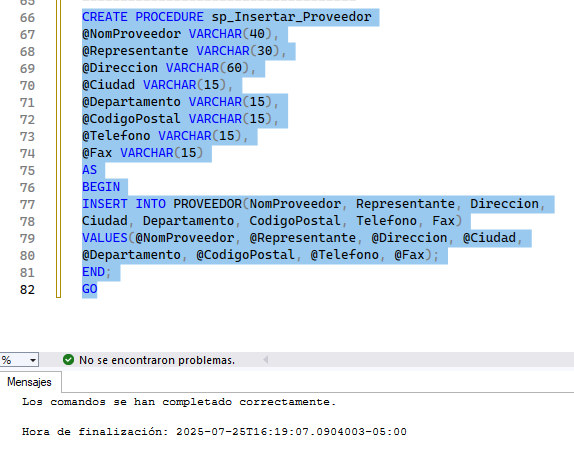 65
66 CREATE PROCEDURE sp_Insertar_Proveedor
67 @NomProveedor VARCHAR(40),
68 @Representante VARCHAR(30),
69 @Direccion VARCHAR(60),
70 @Ciudad VARCHAR(15),
71 @Departamento VARCHAR(15),
72 @CodigoPostal VARCHAR(15),
73 @Telefono VARCHAR(15),
74 @Fax VARCHAR(15)
75 AS
76 BEGIN
77 INSERT INTO PROVEEDOR(NomProveedor, Representante, Direccion,
78 Ciudad, Departamento, CodigoPostal, Telefono, Fax)
79 VALUES(@NomProveedor, @Representante, @Direccion, @Ciudad,
80 @Departamento, @CodigoPostal, @Telefono, @Fax);
81 END;
82 GO
% No se encontraron problemas.
Mensajes
Los comandos se han completado correctamente.
Hora de finalización: 2025-07-25T16:19:07.0904003-05:00